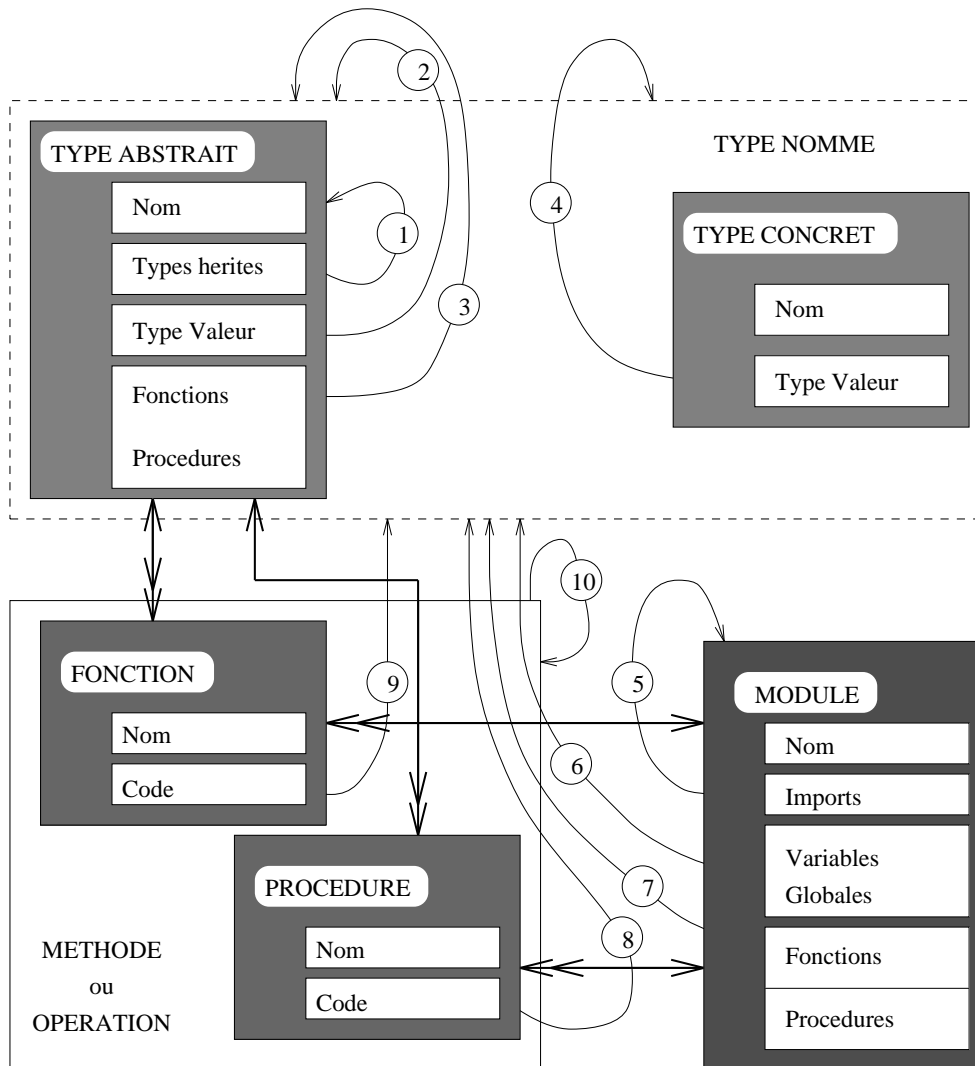 2
TYPE ABSTRAIT
TYPE NOMME
Nom
4
1
TYPE CONCRET
Types herites
3
Nom
Type Valeur
Type Valeur
Fonctions
Procedures
10
FONCTION
9
5
MODULE
Nom
Nom
6
Code
Imports
Variables
Globales
PROCEDURE
7
Nom
8
METHODE
ou
OPERATION
Code
Fonctions
Procedures